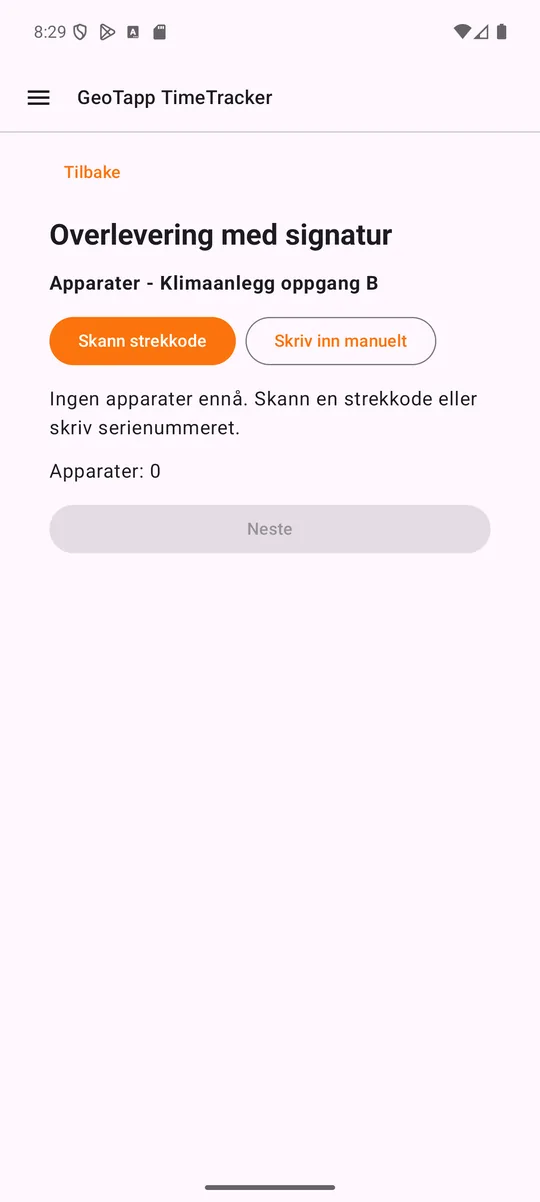 8:29
GeoTapp TimeTracker
Tilbake
Overlevering med signatur
Apparater - Klimaanlegg oppgang B
Skann strekkode
Skriv inn manuelt
Ingen apparater ennå. Skann en strekkode eller
skriv serienummeret.
Apparater: 0
Neste